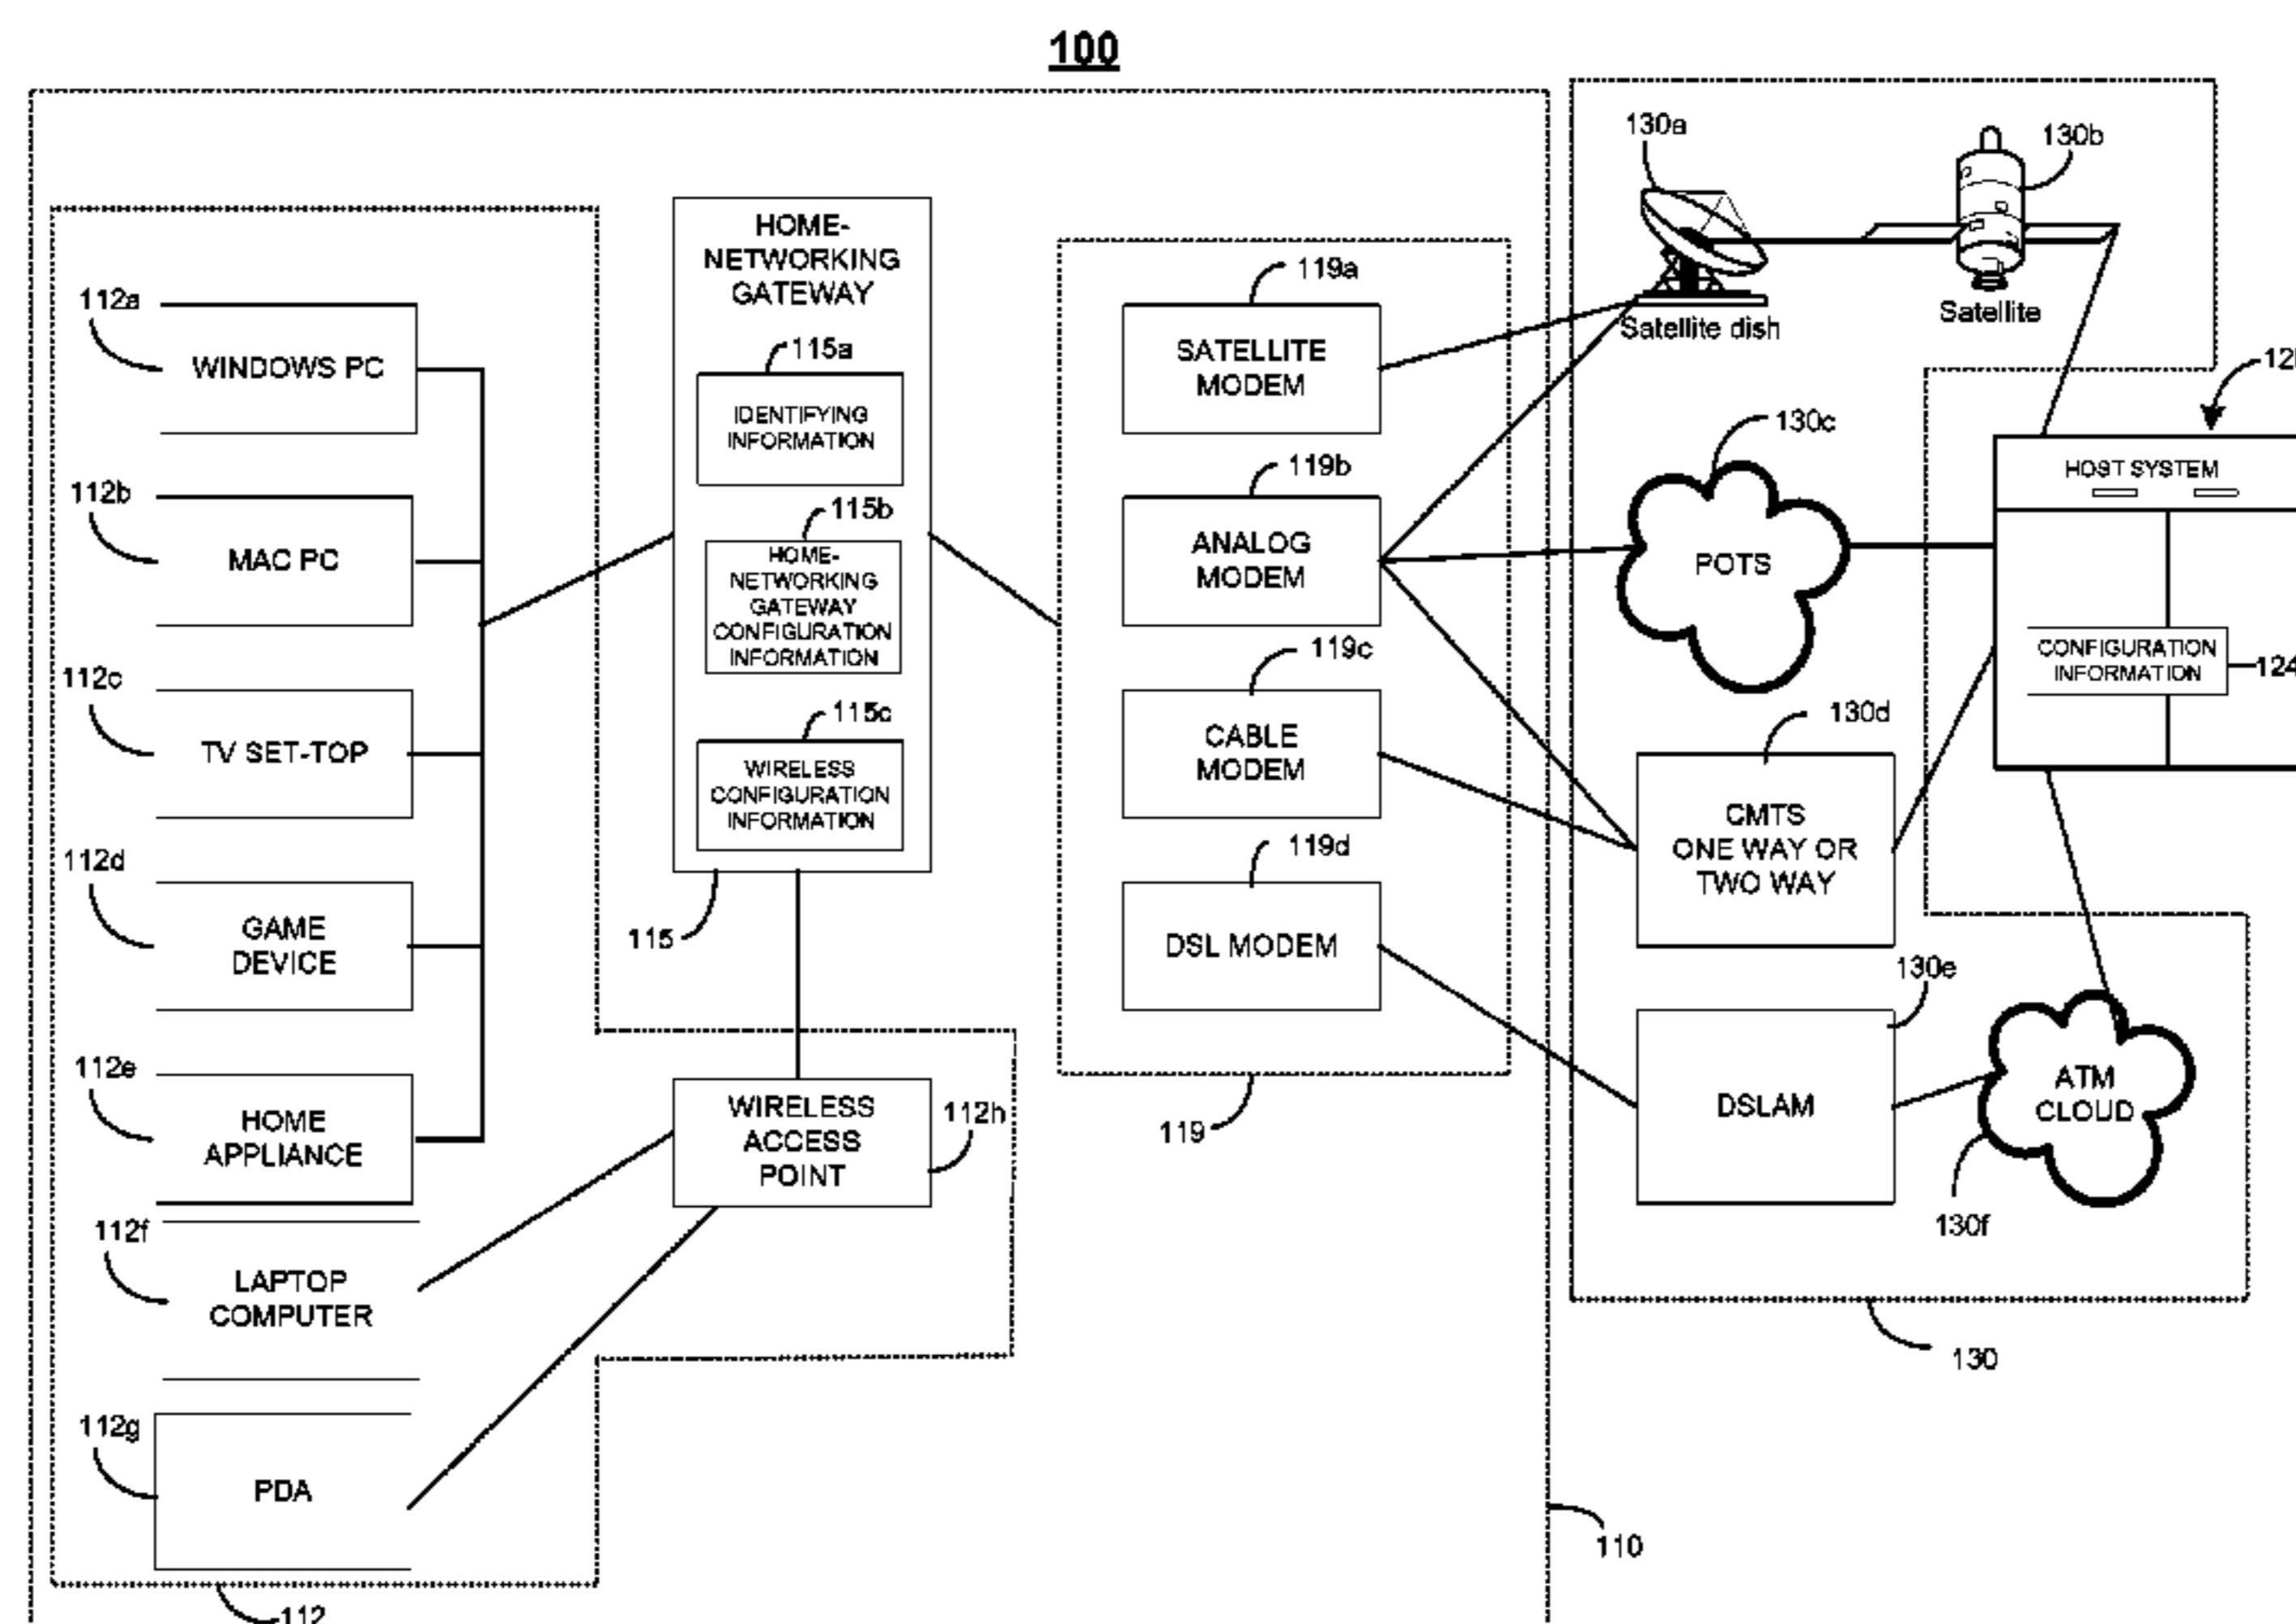 100
112a
WINDOWS PC
112b
MAC PC
112c
TV SET-TOP
112d
GAME
DEVICE
112e
HOME
APPLIANCE
112f
LAPTOP
COMPUTER
112g
PDA
112
HOME-
NETWORKING
GATEWAY
115a
IDENTIFYING
INFORMATION
115b
HOME-
NETWORKING
GATEWAY
CONFIGURATION
INFORMATION
115c
WIRELESS
CONFIGURATION
INFORMATION
115
WIRELESS
ACCESS
POINT
112h
119a
SATELLITE
MODEM
119b
ANALOG
MODEM
119c
CABLE
MODEM
119d
DSL MODEM
119
110
130a
Satellite dish
130b
Satellite
130c
POTS
130d
CMTS
ONE WAY OR
TWO WAY
130e
DSLAM
ATM
CLOUD
130f
130
HOST SYSTEM
CONFIGURATION
INFORMATION
124